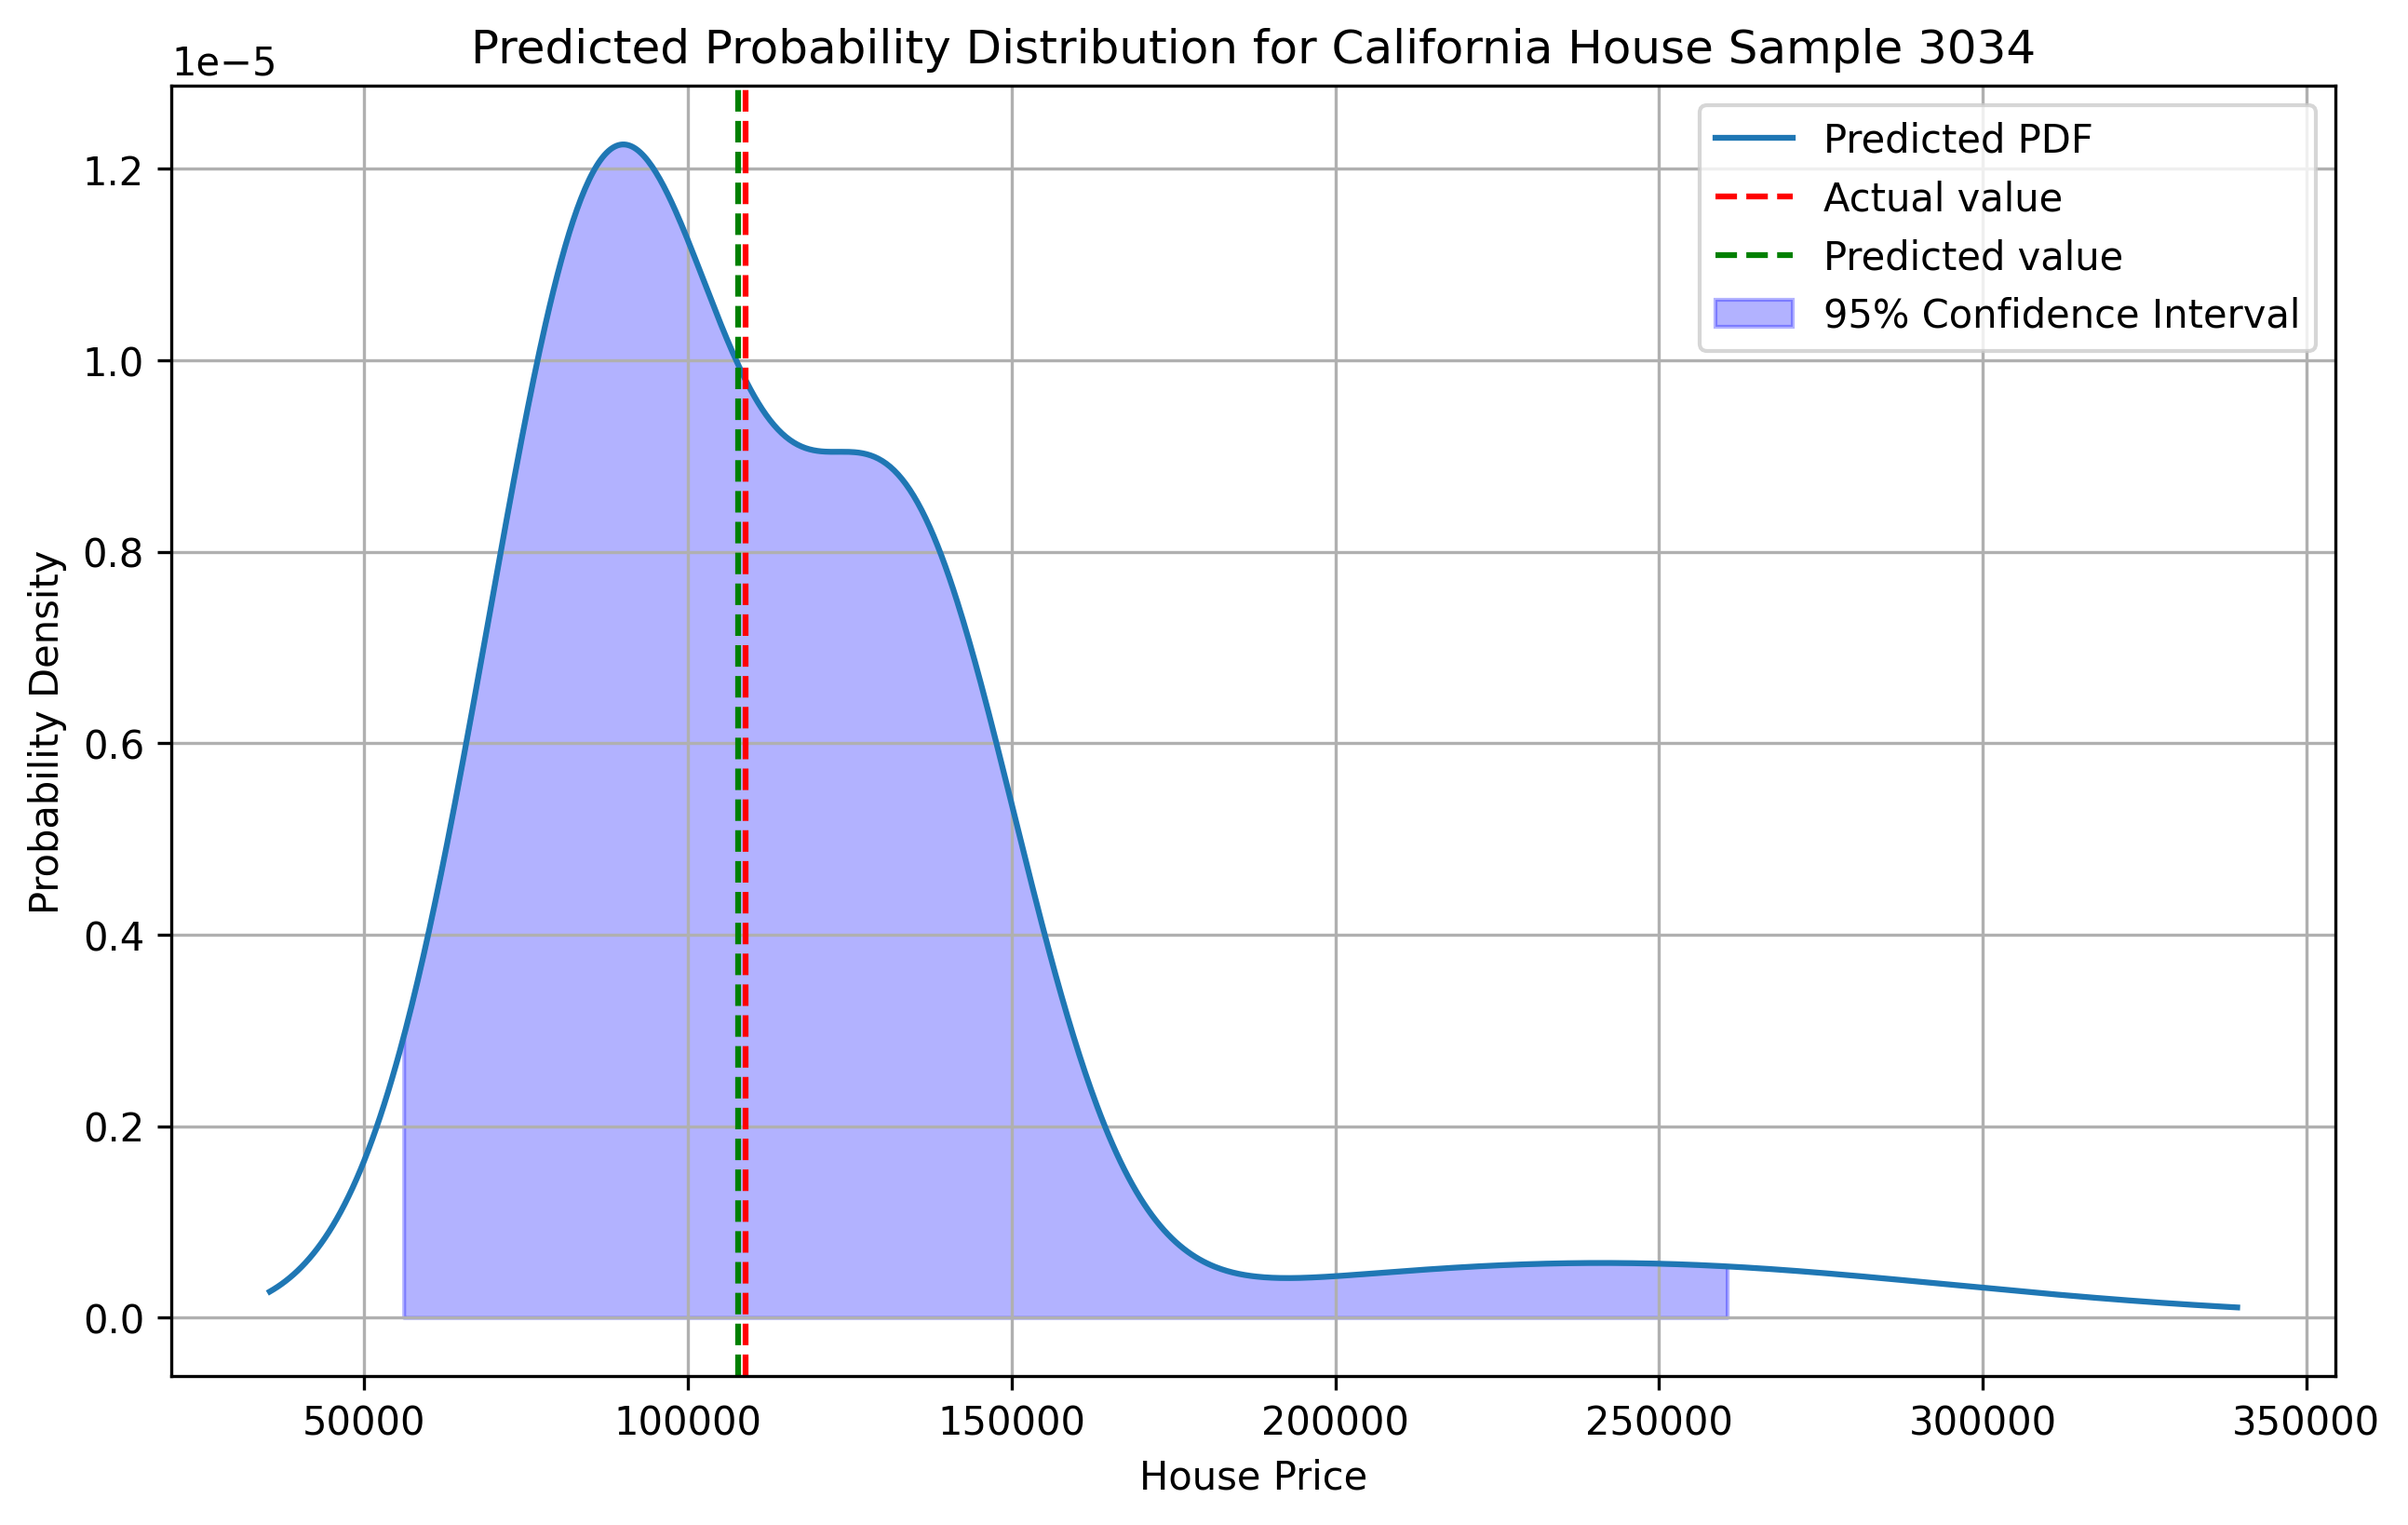 Predicted Probability Distribution for California House Sample 3034
1e−5
Predicted PDF
Actual value
Predicted value
95% Confidence Interval
1.2
1.0
0.8
0.6
0.4
0.2
0.0
Probability Density
50000 100000 150000 200000 250000 300000 350000
House Price